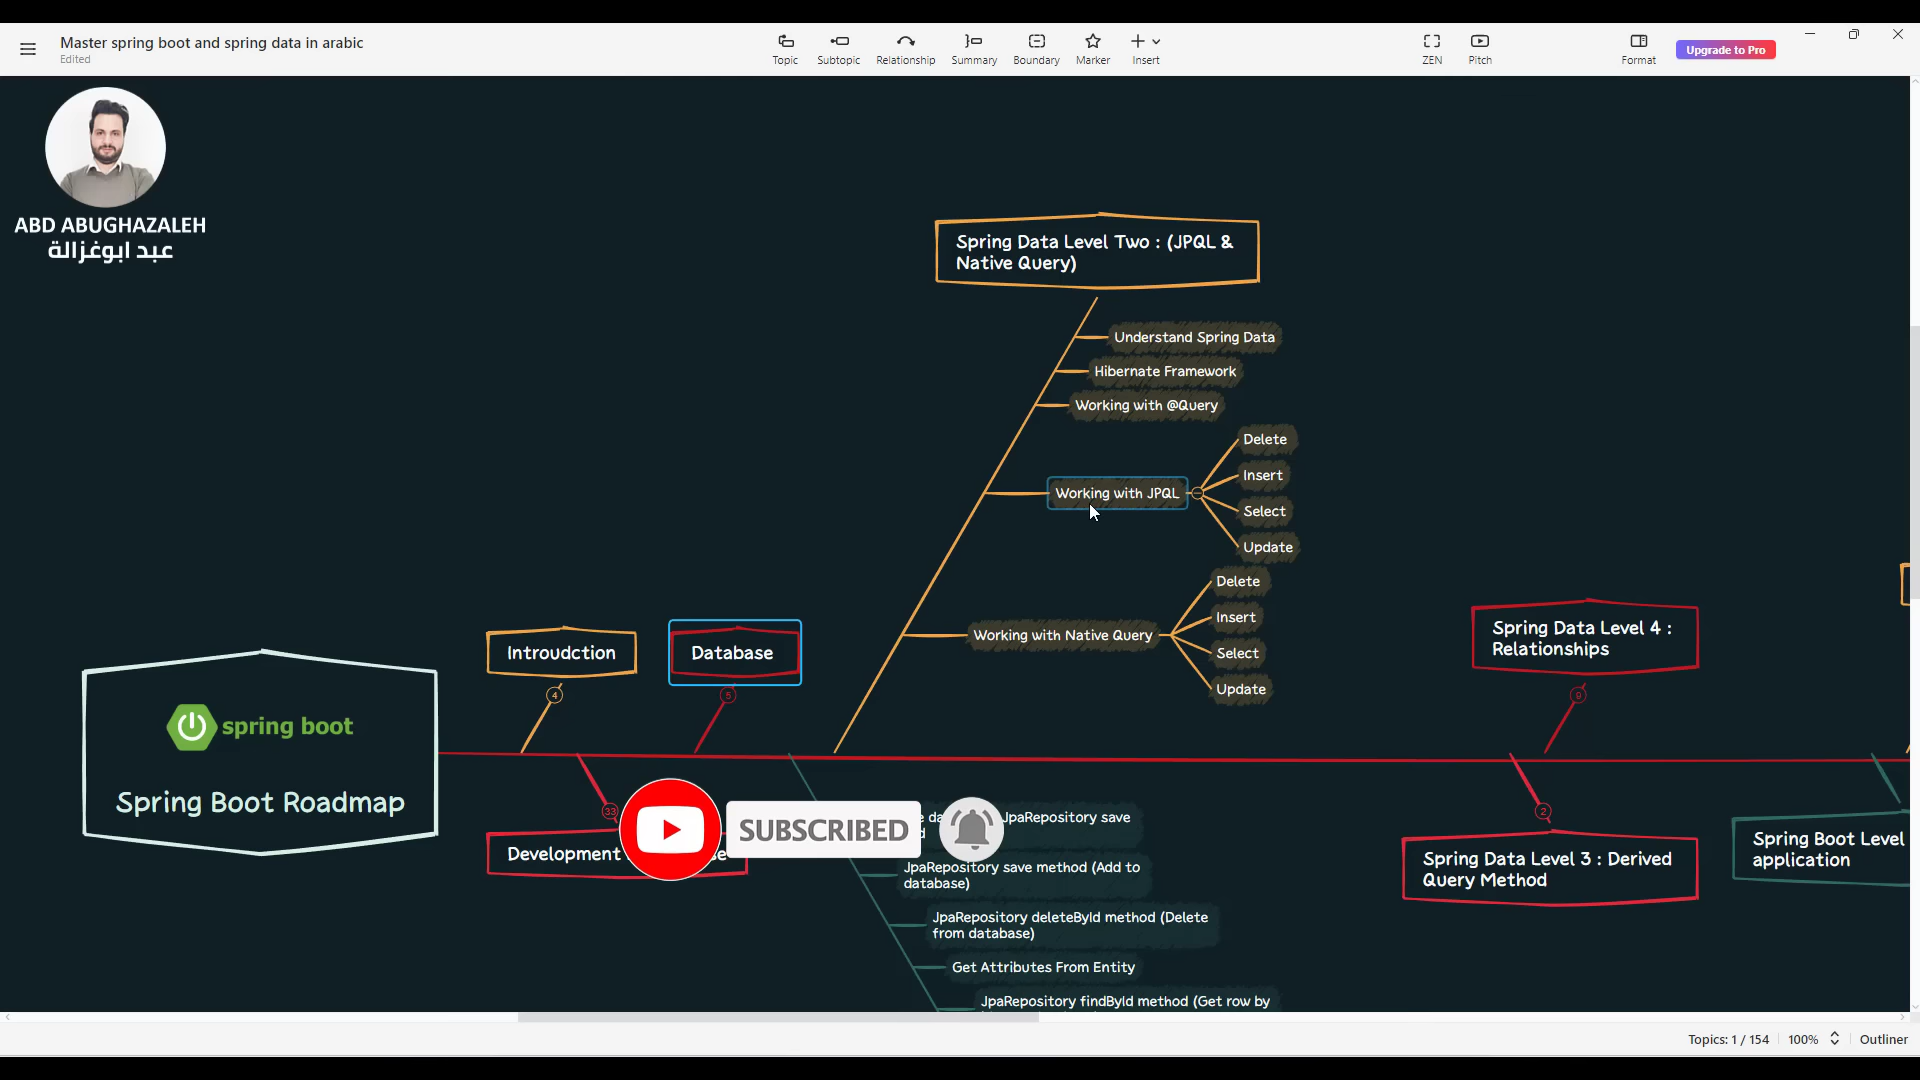 Master spring boot and spring data in arabic
Edited
Topic
Subtopic
Relationship
Summary
Boundary
Marker
Insert
ZEN
Pitch
Format
Upgrade to Pro
ABD ABUGHAZALEH
عبد ابوغزالة
Spring Data Level Two : (JPQL &
Native Query)
Understand Spring Data
Hibernate Framework
Working with @Query
Working with JPQL
Delete
Insert
Select
Update
Working with Native Query
Delete
Insert
Select
Update
Introudction
4
Database
5
Spring Data Level 4 :
Relationships
9
spring boot
Spring Boot Roadmap
33
Development
SUBSCRIBED
JpaRepository save
JpaRepository save method (Add to
database)
JpaRepository deleteById method (Delete
from database)
Get Attributes From Entity
JpaRepository findById method (Get row by
2
Spring Data Level 3 : Derived
Query Method
Spring Boot Level
application
Topics: 1 / 154
100%
Outliner